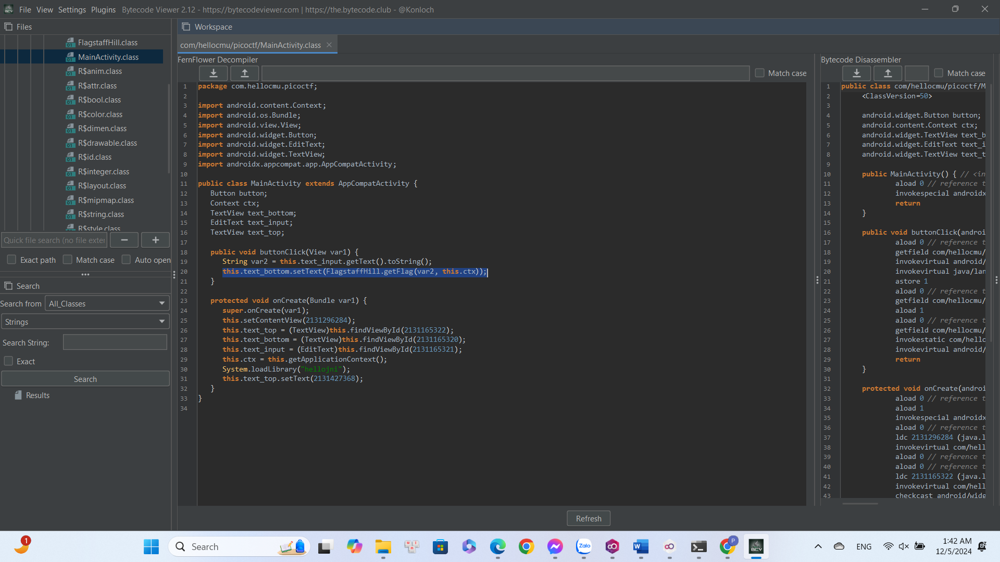 File View Settings Plugins Bytecode Viewer 2.12 - https://bytecodeviewer.com | https://the.bytecode.club - @Konloch
Files
FlagstaffHill.class
MainActivity.class
R$anim.class
R$attr.class
R$bool.class
R$color.class
R$dimen.class
R$drawable.class
R$id.class
R$integer.class
R$layout.class
R$mipmap.class
R$string.class
R$style.class
Quick file search (no file exter
− +
Exact path Match case Auto open
Search
Search from All_Classes
Strings
Search String:
Exact
Search
Results
Workspace
com/hellocmu/picoctf/MainActivity.class
FernFlower Decompiler
Match case
1 package com.hellocmu.picoctf;
2
3 import android.content.Context;
4 import android.os.Bundle;
5 import android.view.View;
6 import android.widget.Button;
7 import android.widget.EditText;
8 import android.widget.TextView;
9 import androidx.appcompat.app.AppCompatActivity;
10
11 public class MainActivity extends AppCompatActivity {
12 Button button;
13 Context ctx;
14 TextView text_bottom;
15 EditText text_input;
16 TextView text_top;
17
18 public void buttonClick(View var1) {
19 String var2 = this.text_input.getText().toString();
20 this.text_bottom.setText(FlagstaffHill.getFlag(var2, this.ctx));
21 }
22
23 protected void onCreate(Bundle var1) {
24 super.onCreate(var1);
25 this.setContentView(2131296284);
26 this.text_top = (TextView)this.findViewById(2131165322);
27 this.text_bottom = (TextView)this.findViewById(2131165320);
28 this.text_input = (EditText)this.findViewById(2131165321);
29 this.ctx = this.getApplicationContext();
30 System.loadLibrary("hellojni");
31 this.text_top.setText(2131427368);
32 }
33 }
34
Refresh
Bytecode Disassembler
Match case
1 public class com/hellocmu/picoctf/M
2 <ClassVersion=50>
3
4 android.widget.Button button;
5 android.content.Context ctx;
6 android.widget.TextView text_b
7 android.widget.EditText text_i
8 android.widget.TextView text_t
9
10 public MainActivity() { // <in
11 aload 0 // reference t
12 invokespecial androidx
13 return
14 }
15
16 public void buttonClick(androi
17 aload 0 // reference t
18 getfield com/hellocmu/
19 invokevirtual android/
20 invokevirtual java/lan
21 astore 1
22 aload 0 // reference t
23 getfield com/hellocmu/
24 aload 1
25 aload 0 // reference t
26 getfield com/hellocmu/
27 invokestatic com/hello
28 invokevirtual android/
29 return
30 }
31
32 protected void onCreate(androi
33 aload 0 // reference t
34 aload 1
35 invokespecial androidx
36 aload 0 // reference t
37 ldc 2131296284 (java.l
38 invokevirtual com/hell
39 aload 0 // reference t
40 aload 0 // reference t
41 ldc 2131165322 (java.l
42 invokevirtual com/hell
43 checkcast android/widg
1
Search
Zalo
P
BCV
ENG
1:42 AM
12/5/2024